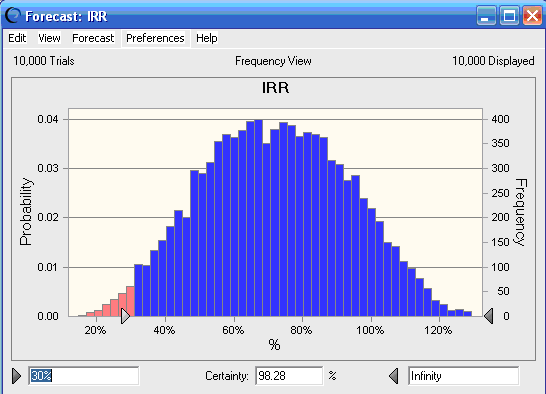 Forecast: IRR
Edit View Forecast Preferences Help
10,000 Trials Frequency View 10,000 Displayed
IRR
0.04 400
350
0.03 300
250
0.02 200
150
0.01 100
50
0.00 0
Probability
Frequency
20% 40% 60% 80% 100% 120%
%
30% Certainty: 98.28 % Infinity